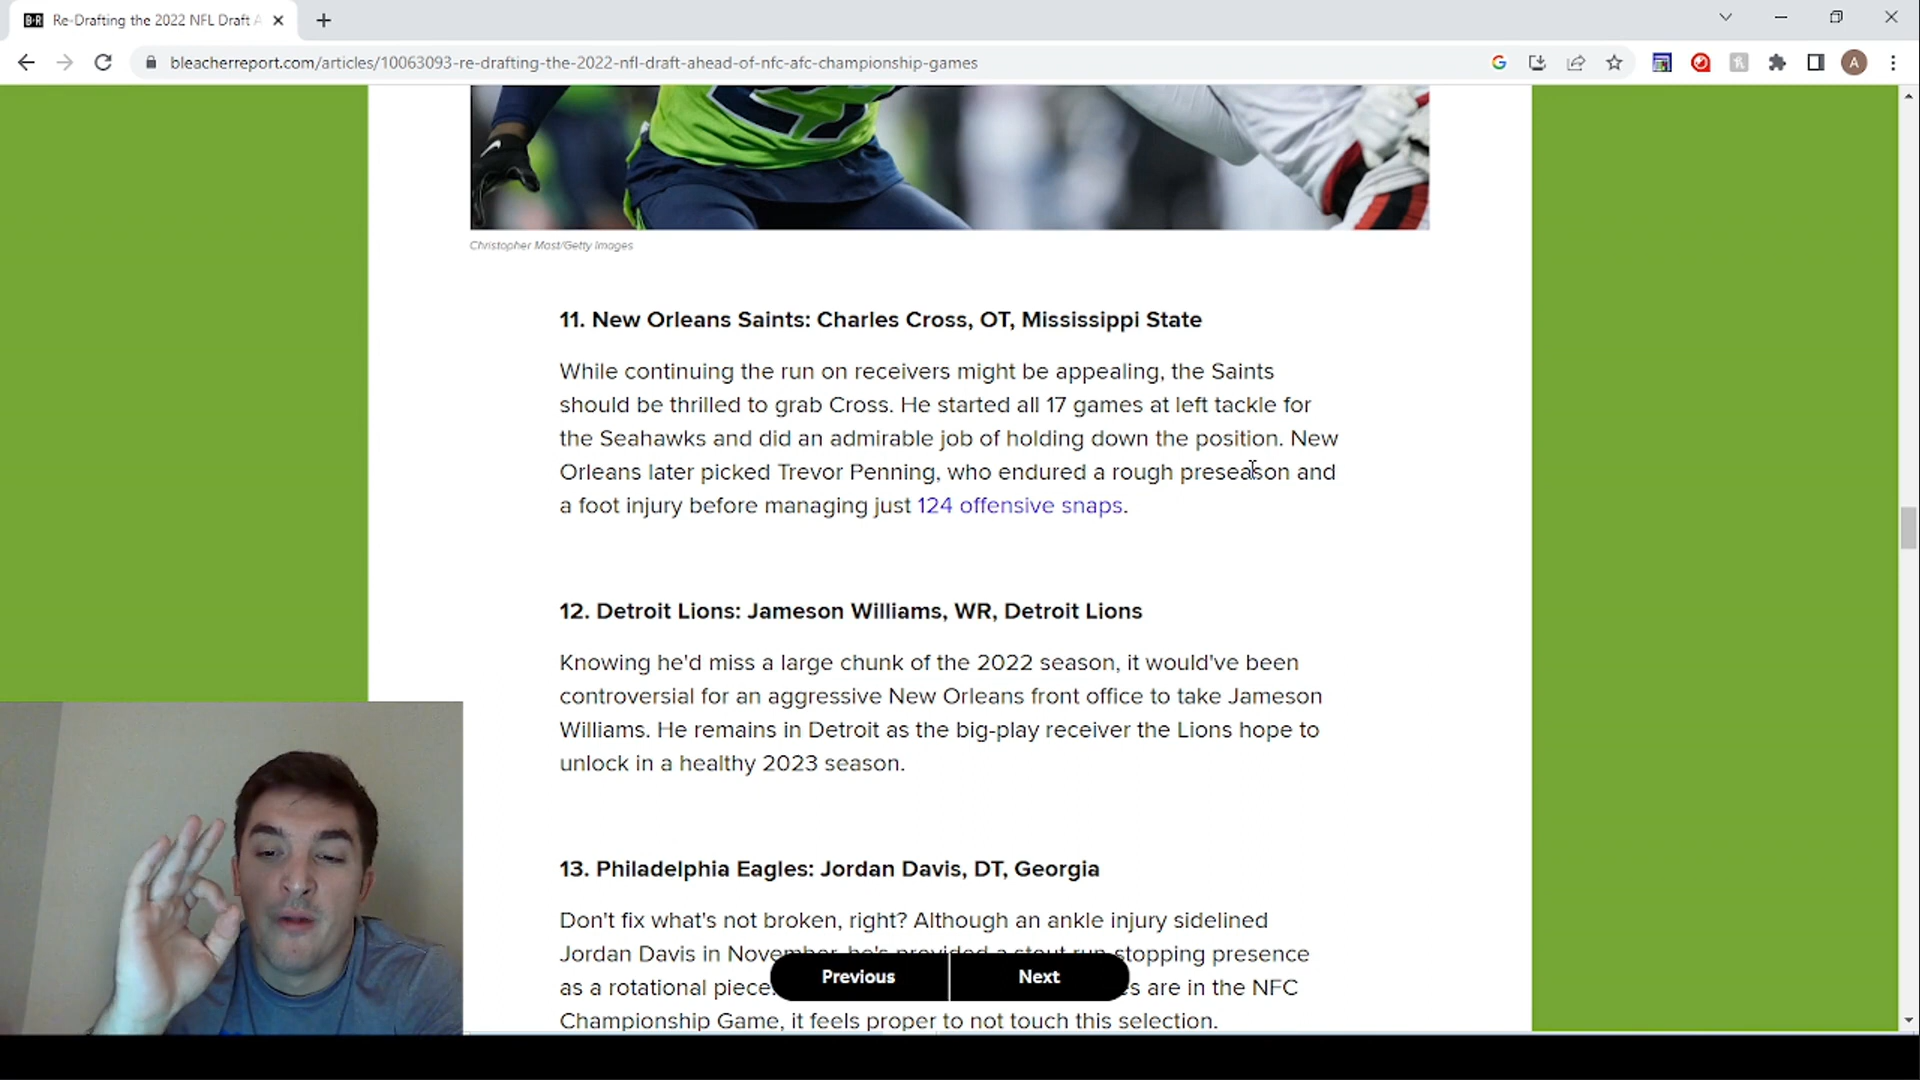 B/R Re-Drafting the 2022 NFL Draft A
bleacherreport.com/articles/10063093-re-drafting-the-2022-nfl-draft-ahead-of-nfc-afc-championship-games
A
Christopher Mast/Getty Images
11. New Orleans Saints: Charles Cross, OT, Mississippi State
While continuing the run on receivers might be appealing, the Saints
should be thrilled to grab Cross. He started all 17 games at left tackle for
the Seahawks and did an admirable job of holding down the position. New
Orleans later picked Trevor Penning, who endured a rough preseason and
a foot injury before managing just 124 offensive snaps.
12. Detroit Lions: Jameson Williams, WR, Detroit Lions
Knowing he'd miss a large chunk of the 2022 season, it would've been
controversial for an aggressive New Orleans front office to take Jameson
Williams. He remains in Detroit as the big-play receiver the Lions hope to
unlock in a healthy 2023 season.
13. Philadelphia Eagles: Jordan Davis, DT, Georgia
Don't fix what's not broken, right? Although an ankle injury sidelined
Jordan Davis in November, he's provided a stout run-stopping presence
as a rotational piece. are in the NFC
Championship Game, it feels proper to not touch this selection.
Previous Next